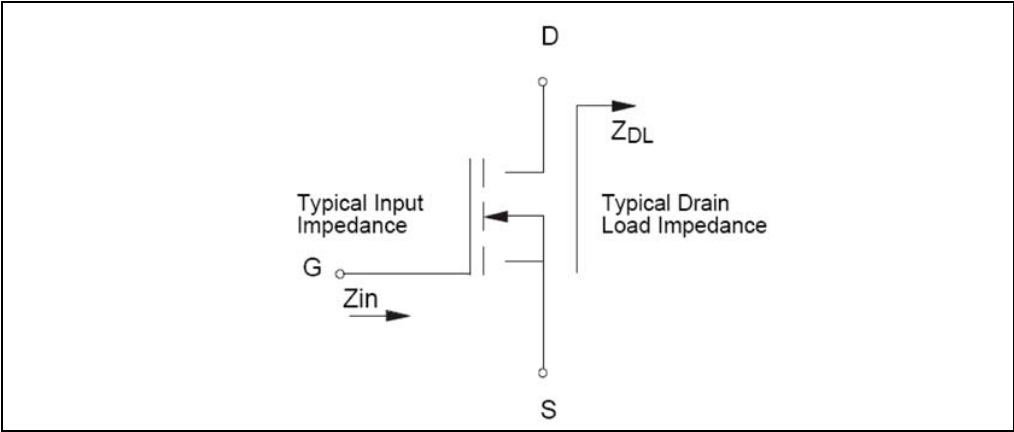 D
ZDL
Typical Input
Impedance
Typical Drain
Load Impedance
G
Zin
S